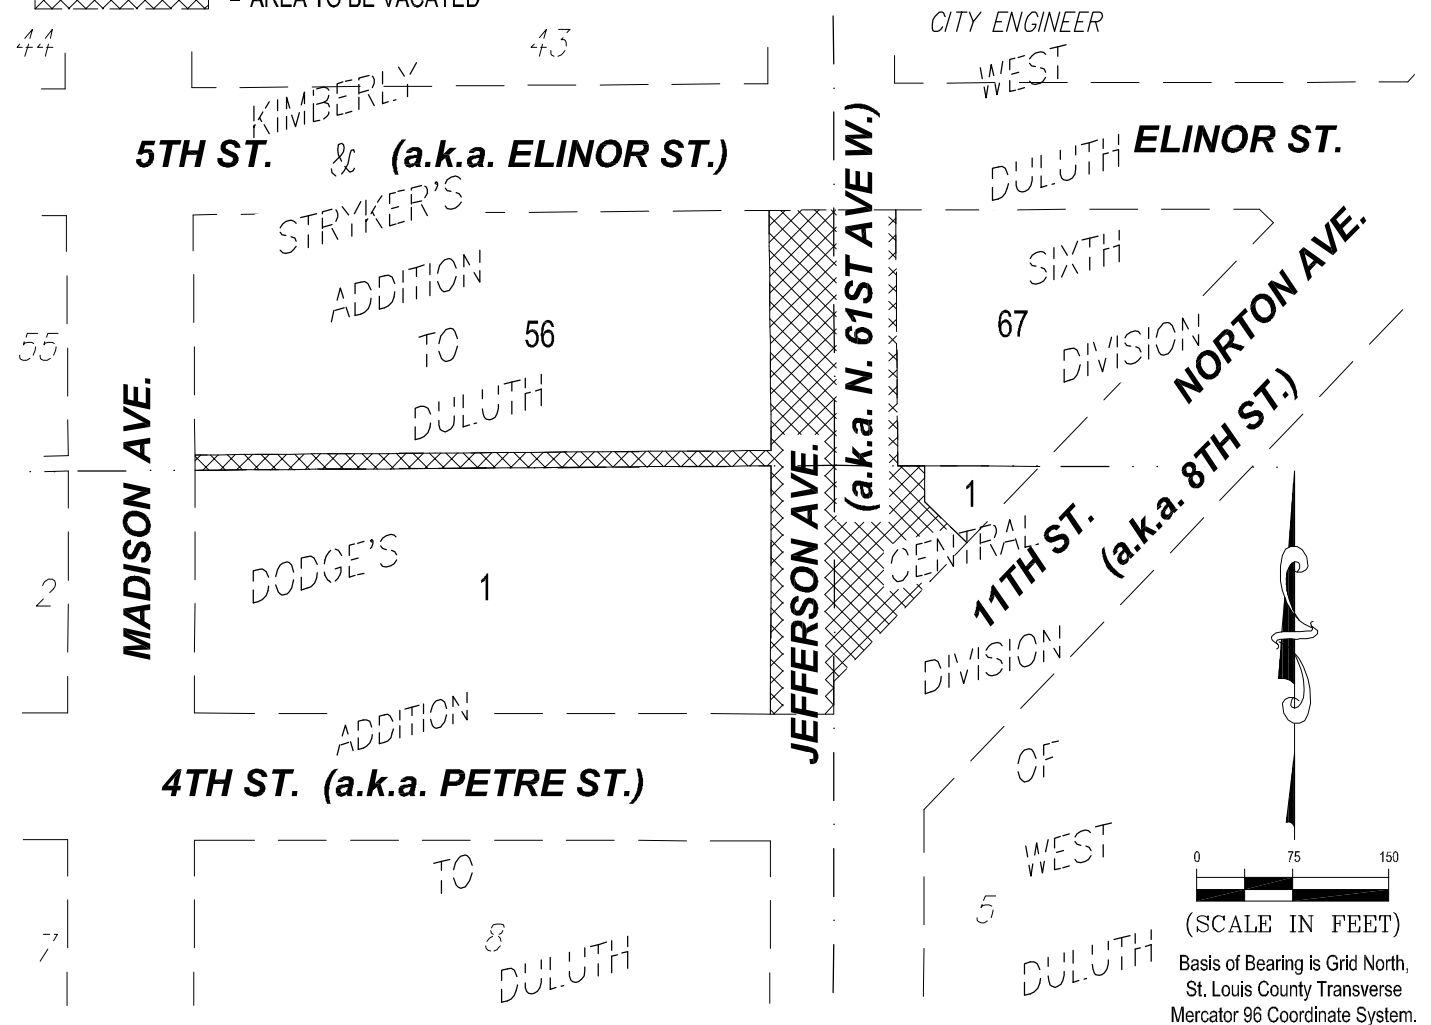 = AREA TO BE VACATED
CITY ENGINEER
44
43
KIMBERLY
&
STRYKER'S
ADDITION
TO
DULUTH
5TH ST. (a.k.a. ELINOR ST.)
WEST
DULUTH
SIXTH
DIVISION
ELINOR ST.
55
56
67
MADISON AVE.
JEFFERSON AVE.
(a.k.a. N. 61ST AVE W.)
NORTON AVE.
11TH ST.
(a.k.a. 8TH ST.)
2
DODGE'S
1
1
ADDITION
4TH ST. (a.k.a. PETRE ST.)
TO
DULUTH
7
8
CENTRAL
DIVISION
OF
WEST
DULUTH
5
0 75 150
(SCALE IN FEET)
Basis of Bearing is Grid North,
St. Louis County Transverse
Mercator 96 Coordinate System.